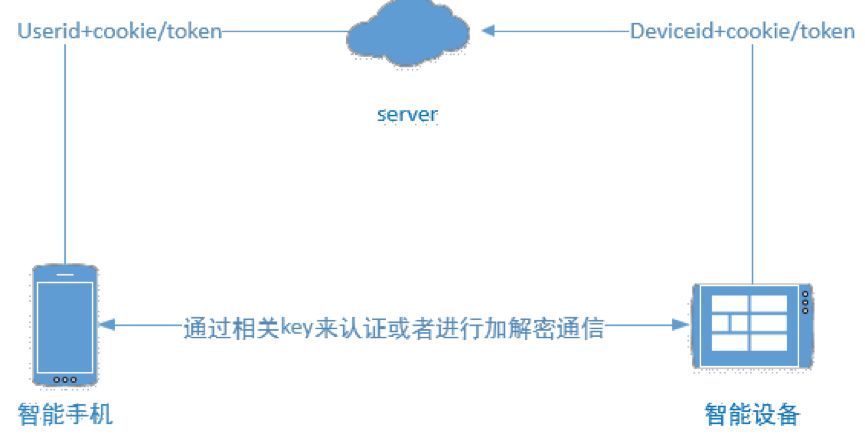 Userid+cookie/token
Deviceid+cookie/token
server
通过相关key来认证或者进行加解密通信
智能手机
智能设备